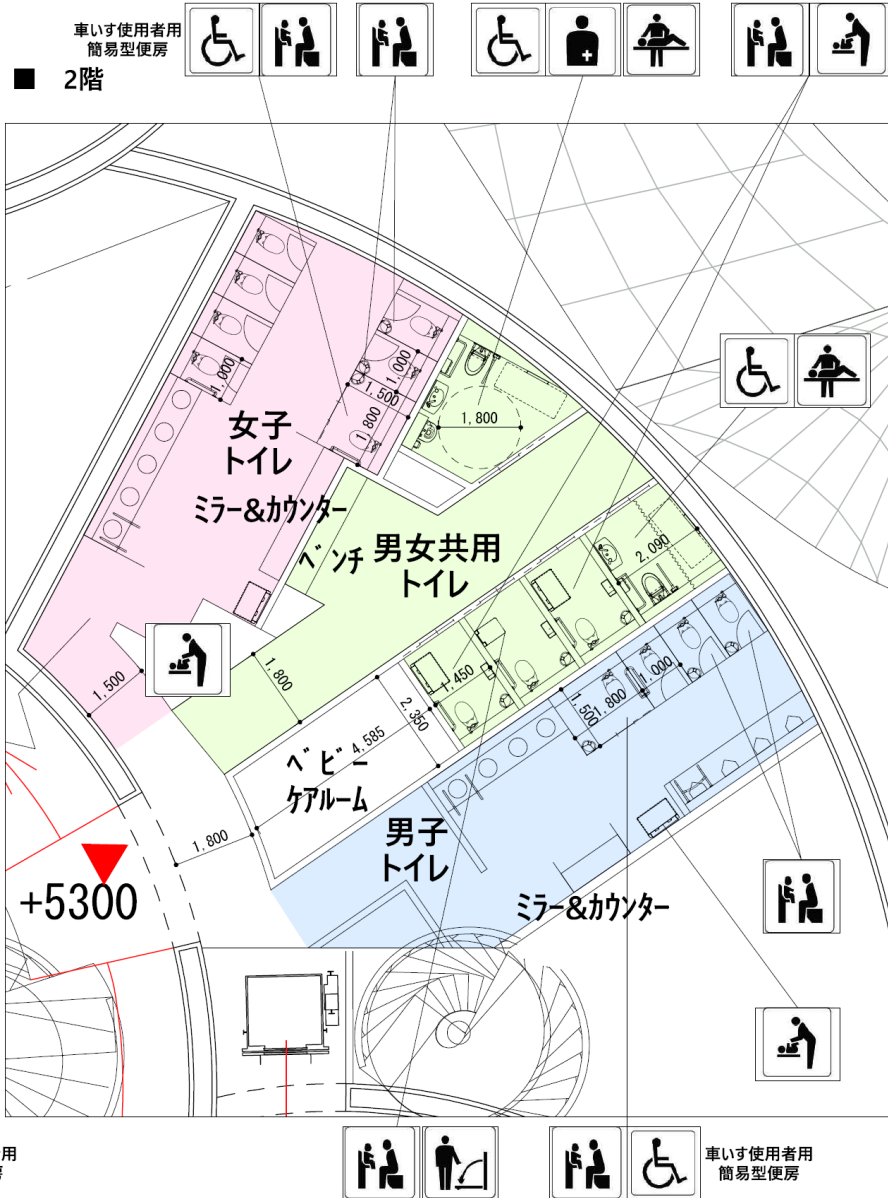 車いす使用者用
簡易型便房
■ 2階
1,000
1,000
1,500
1,800
1,800
女子
トイレ
ミラー&カウンター
ベンチ
男女共用
トイレ
2,090
1,500
1,800
1,450
2,350
4,585
1,000
1,800
1,500
ベビー
ケアルーム
1,800
男子
トイレ
+5300
ミラー&カウンター
用
房
車いす使用者用
簡易型便房